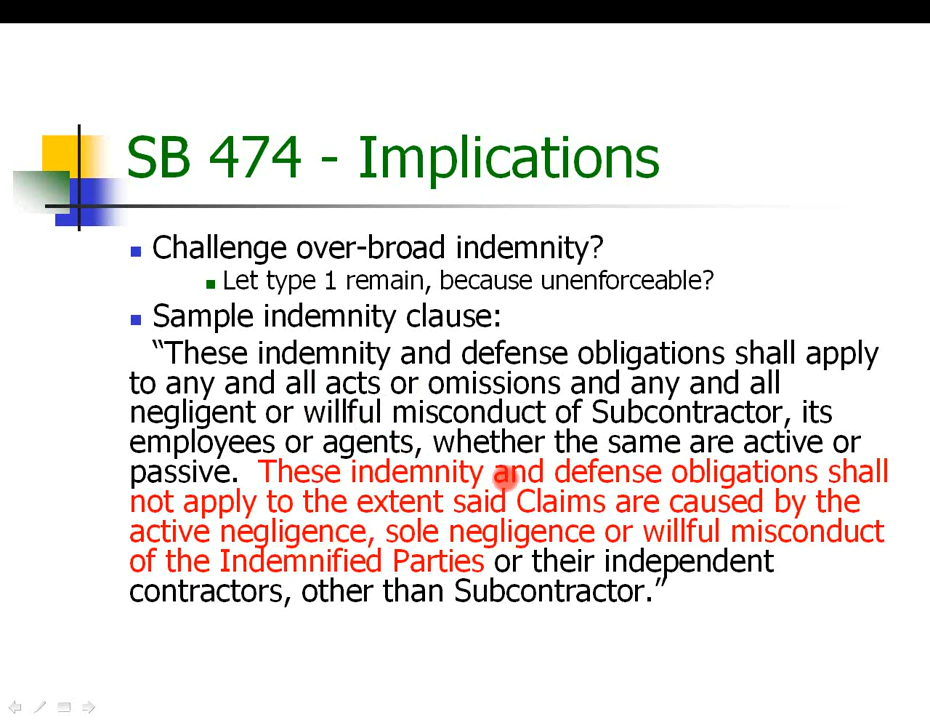 SB 474 - Implications
Challenge over-broad indemnity?
Let type 1 remain, because unenforceable?
Sample indemnity clause:
“These indemnity and defense obligations shall apply
to any and all acts or omissions and any and all
negligent or willful misconduct of Subcontractor, its
employees or agents, whether the same are active or
passive.  These indemnity and defense obligations shall
not apply to the extent said Claims are caused by the
active negligence, sole negligence or willful misconduct
of the Indemnified Parties or their independent
contractors, other than Subcontractor.”